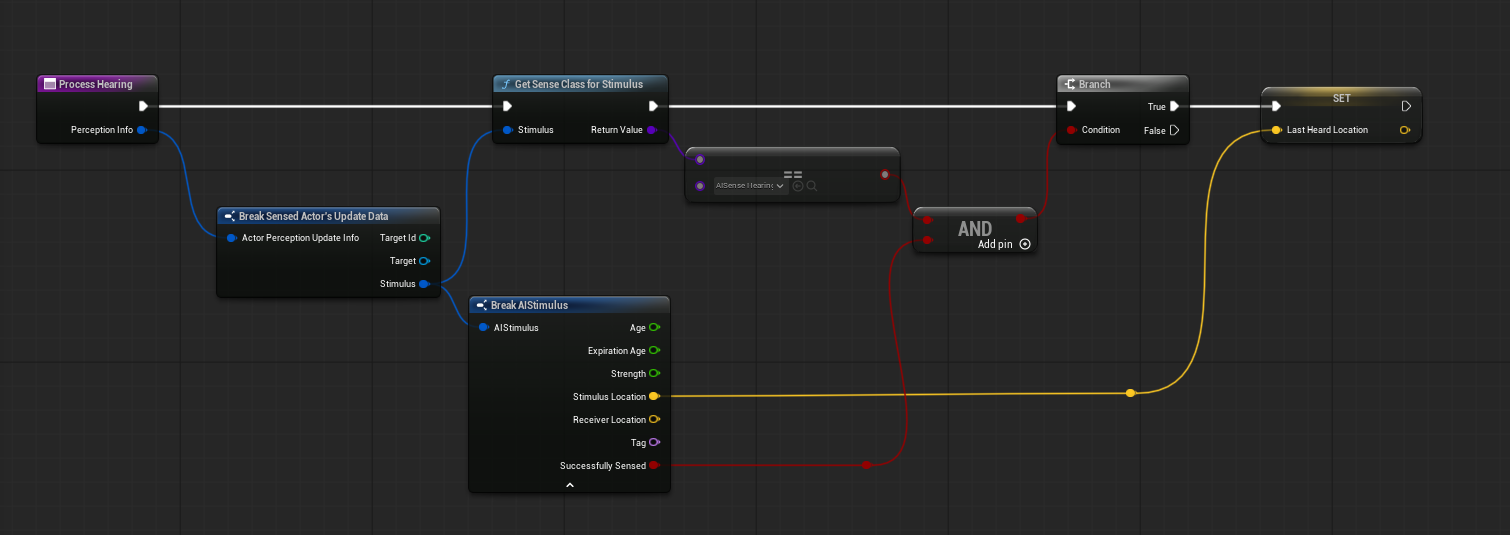 Process Hearing
Perception Info
Get Sense Class for Stimulus
Stimulus
Return Value
Branch
True
Condition
False
SET
Last Heard Location
==
AISense Hearing
Break Sensed Actor's Update Data
Actor Perception Update Info
Target Id
Target
Stimulus
AND
Add pin
Break AIStimulus
AIStimulus
Age
Expiration Age
Strength
Stimulus Location
Receiver Location
Tag
Successfully Sensed